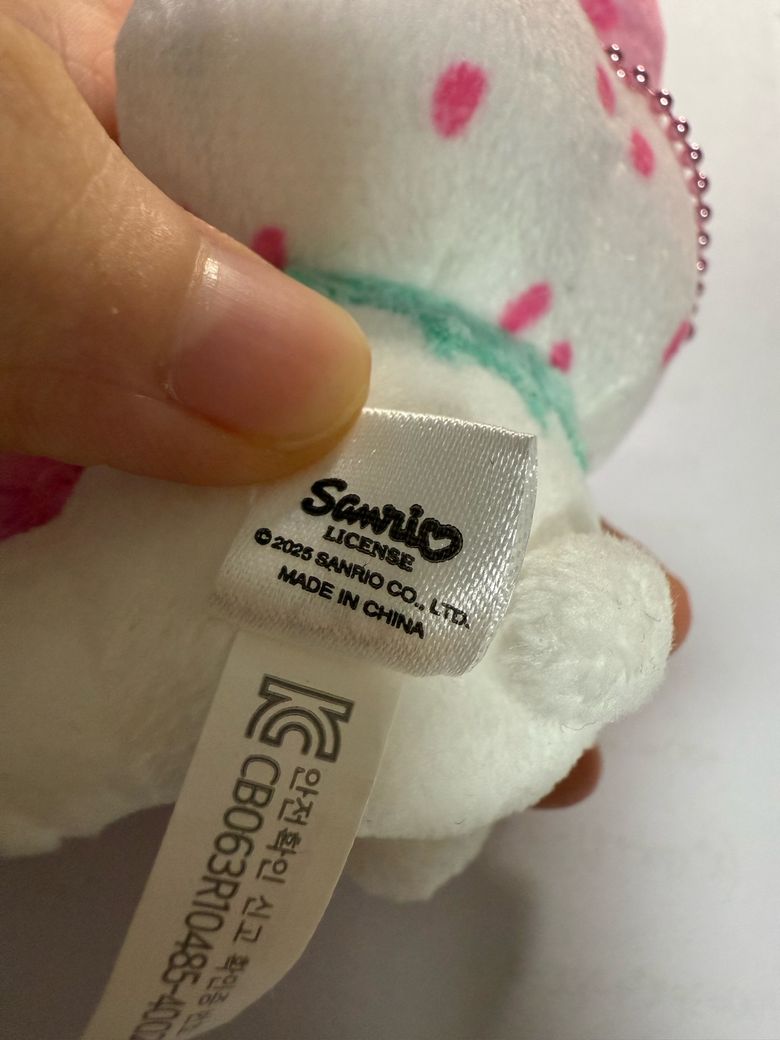 Sanrio
LICENSE
© 2025 SANRIO CO., LTD.
MADE IN CHINA
KC
안전확인 신고 확인증
CB063R10485-400